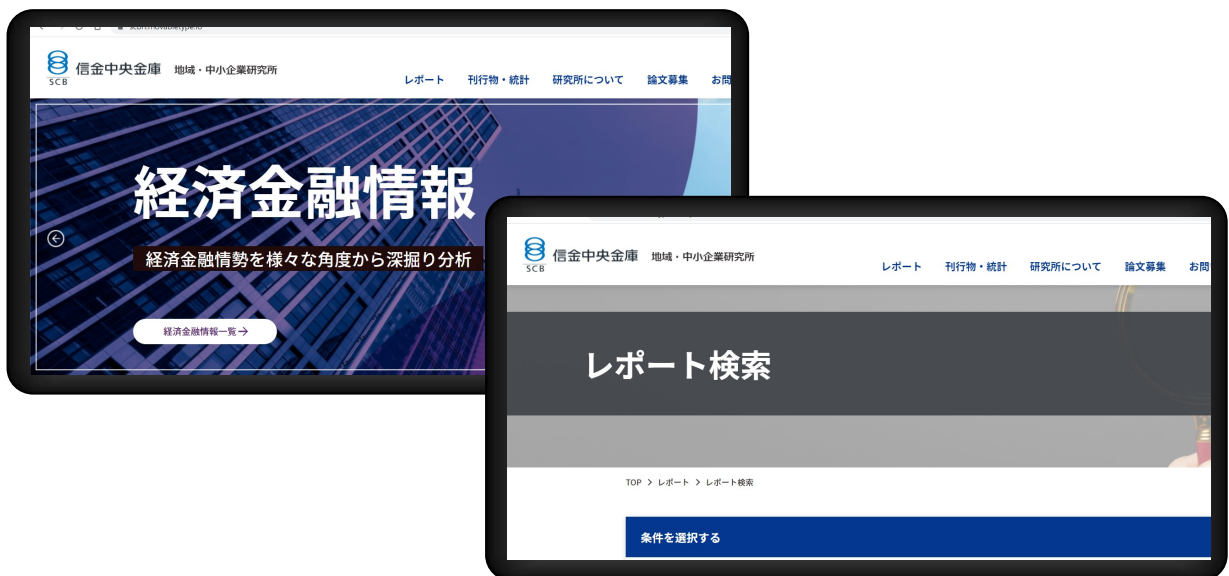 信金中央金庫 地域・中小企業研究所
SCB
レポート 刊行物・統計 研究所について 論文募集 お問
経済金融情報
経済金融情勢を様々な角度から深掘り分析
経済金融情報一覧→
信金中央金庫 地域・中小企業研究所
SCB
レポート 刊行物・統計 研究所について 論文募集 お問
レポート検索
TOP > レポート > レポート検索
条件を選択する